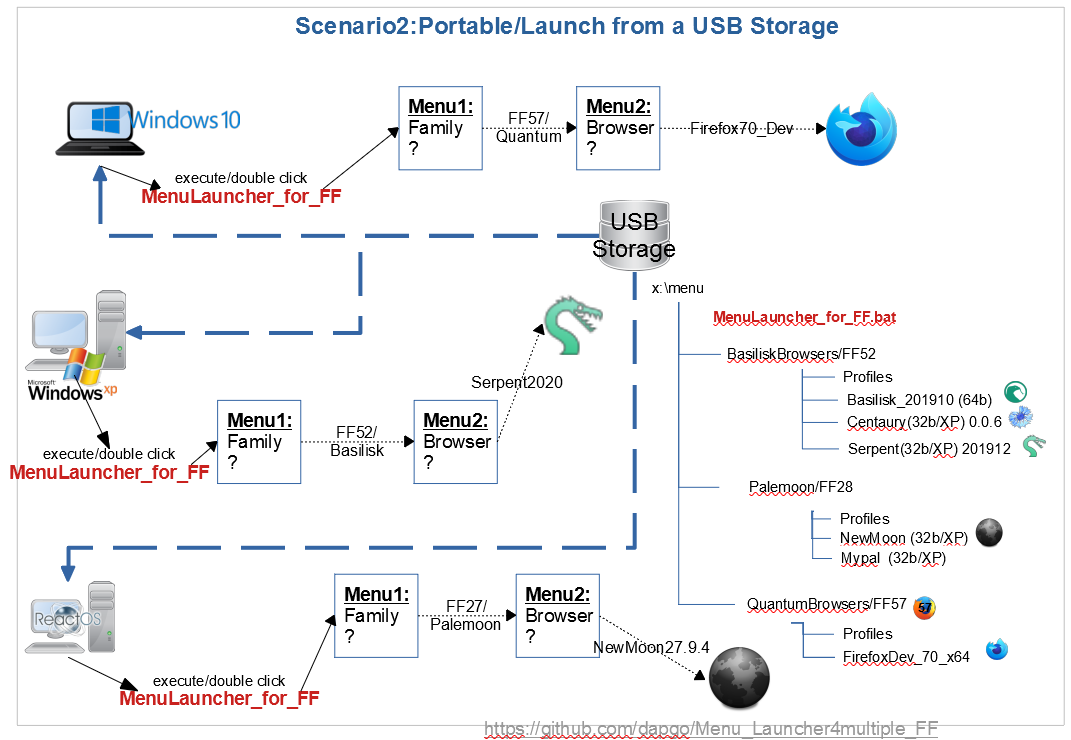 Scenario2:Portable/Launch from a USB Storage
Windows10
execute/double click
MenuLauncher_for_FF
Menu1:
Family
?
FF57/
Quantum
Menu2:
Browser
?
Firefox70_Dev
USB
Storage
x:\menu
MenuLauncher_for_FF.bat
BasiliskBrowsers/FF52
Profiles
Basilisk_201910 (64b)
Centaury(32b/XP) 0.0.6
Serpent(32b/XP) 201912
Palemoon/FF28
Profiles
NewMoon (32b/XP)
Mypal (32b/XP)
QuantumBrowsers/FF57
Profiles
FirefoxDev_70_x64
Microsoft
Windows xp
execute/double click
MenuLauncher_for_FF
Menu1:
Family
?
FF52/
Basilisk
Menu2:
Browser
?
Serpent2020
ReactOS
execute/double click
MenuLauncher_for_FF
Menu1:
Family
?
FF27/
Palemoon
Menu2:
Browser
?
NewMoon27.9.4
https://github.com/dapgo/Menu_Launcher4multiple_FF